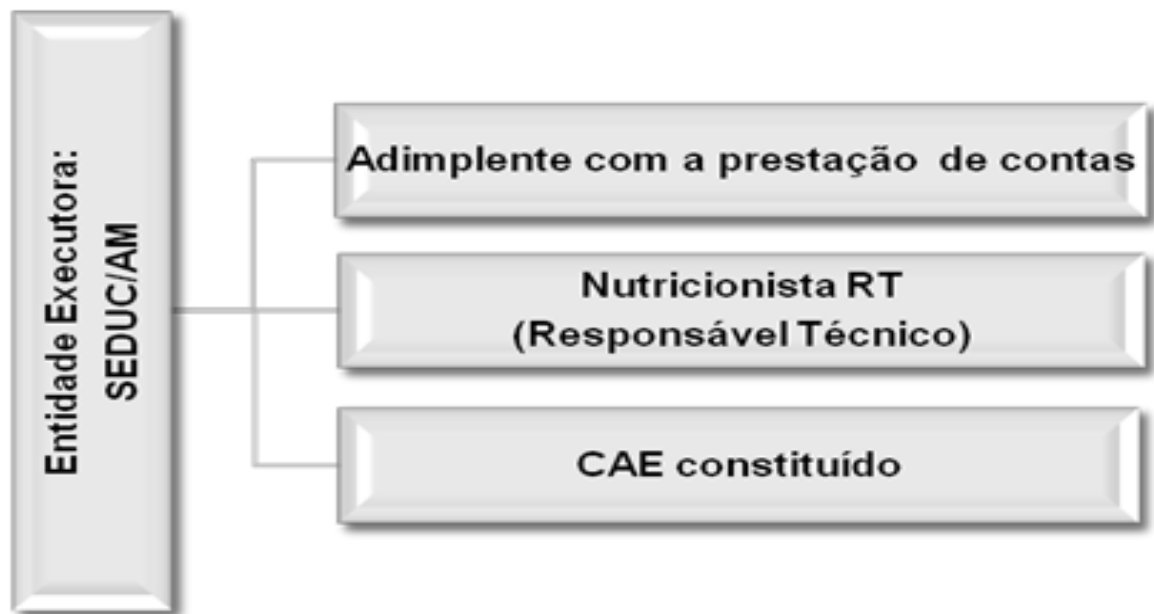 Entidade Executora:
SEDUC/AM
Adimplente com a prestação de contas
Nutricionista RT
(Responsável Técnico)
CAE constituído